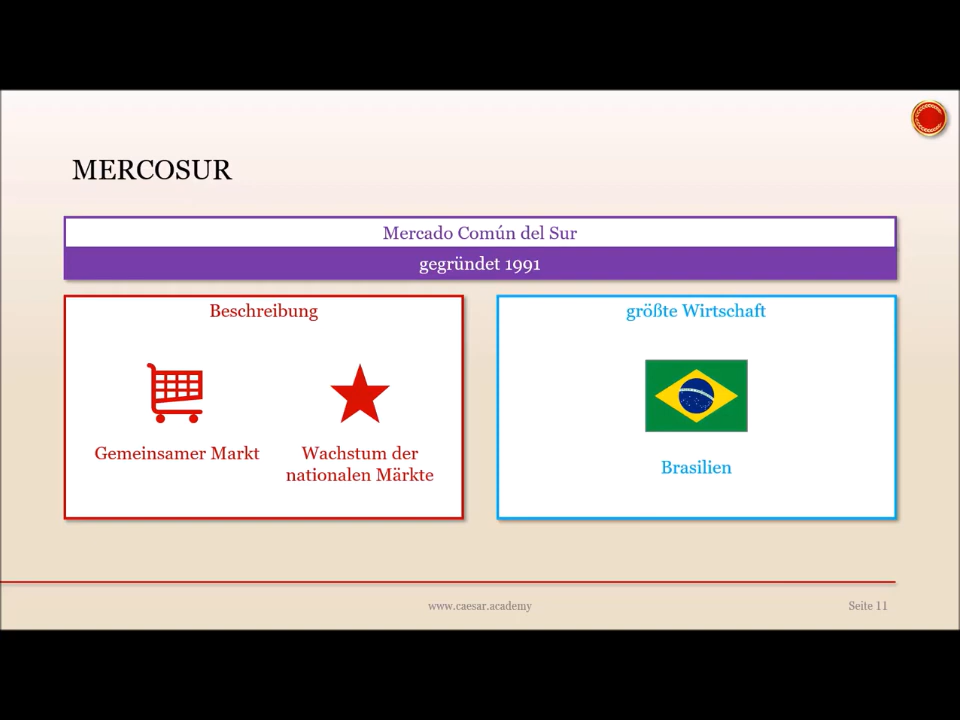 MERCOSUR
Mercado Común del Sur
gegründet 1991
Beschreibung
Gemeinsamer Markt
Wachstum der
nationalen Märkte
größte Wirtschaft
Brasilien
www.caesar.academy
Seite 11